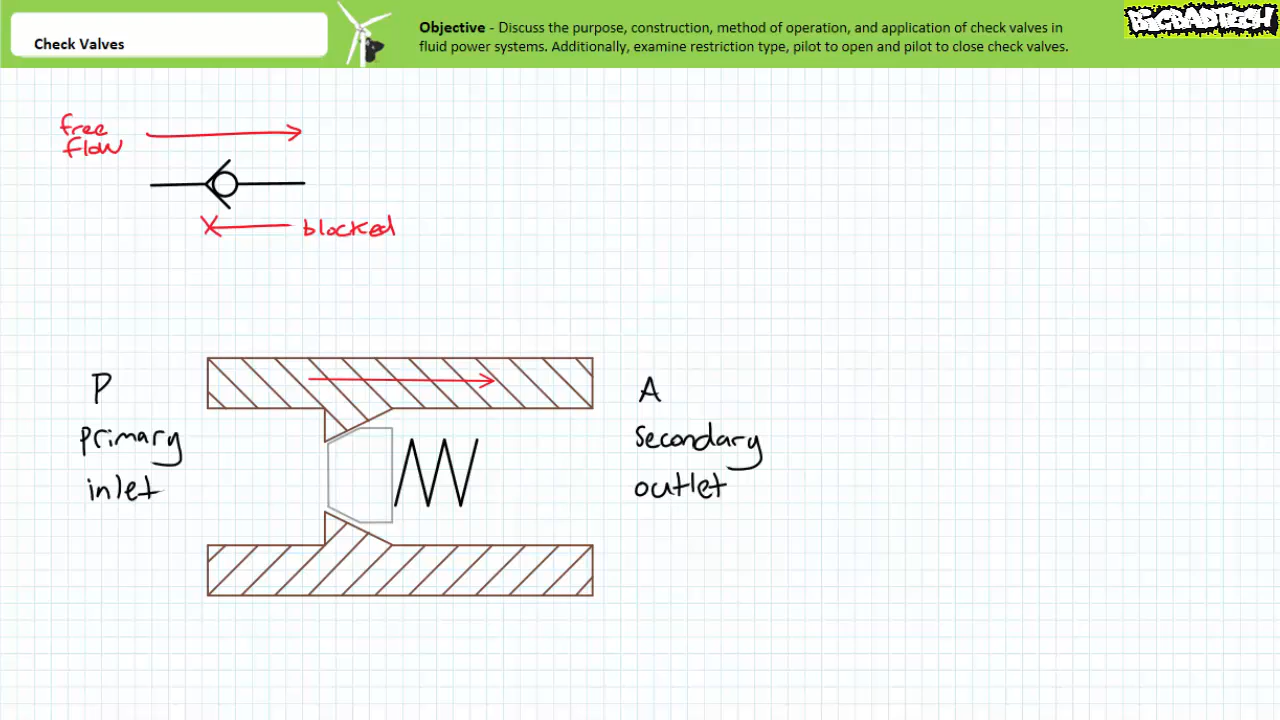 Check Valves
Objective - Discuss the purpose, construction, method of operation, and application of check valves in
fluid power systems. Additionally, examine restriction type, pilot to open and pilot to close check valves.
BIGBADTECH
free
flow
blocked
P
primary
inlet
A
secondary
outlet